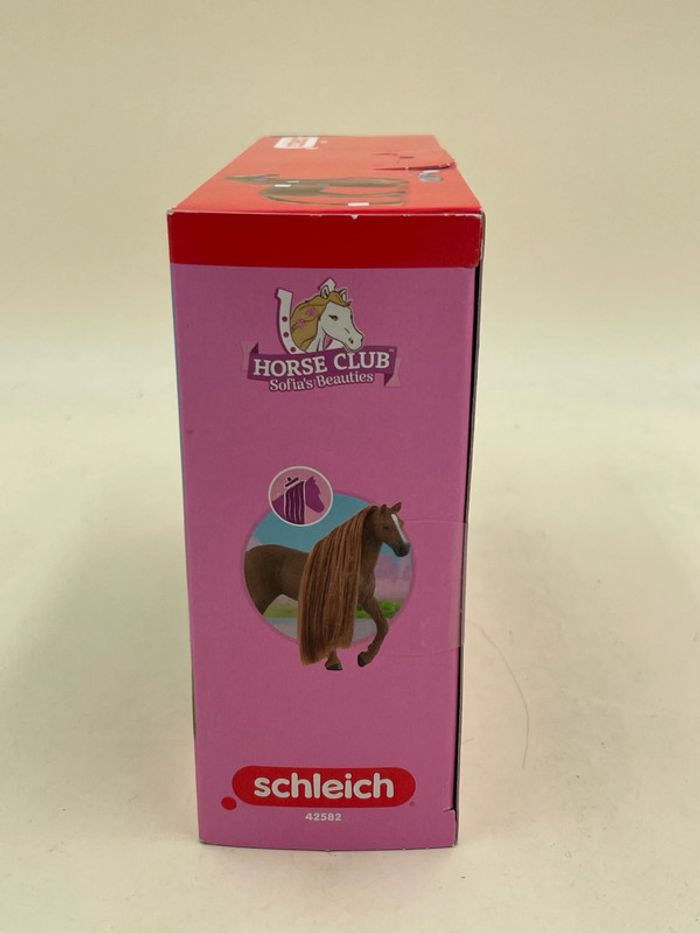 HORSE CLUB
Sofia's Beauties
schleich
42582